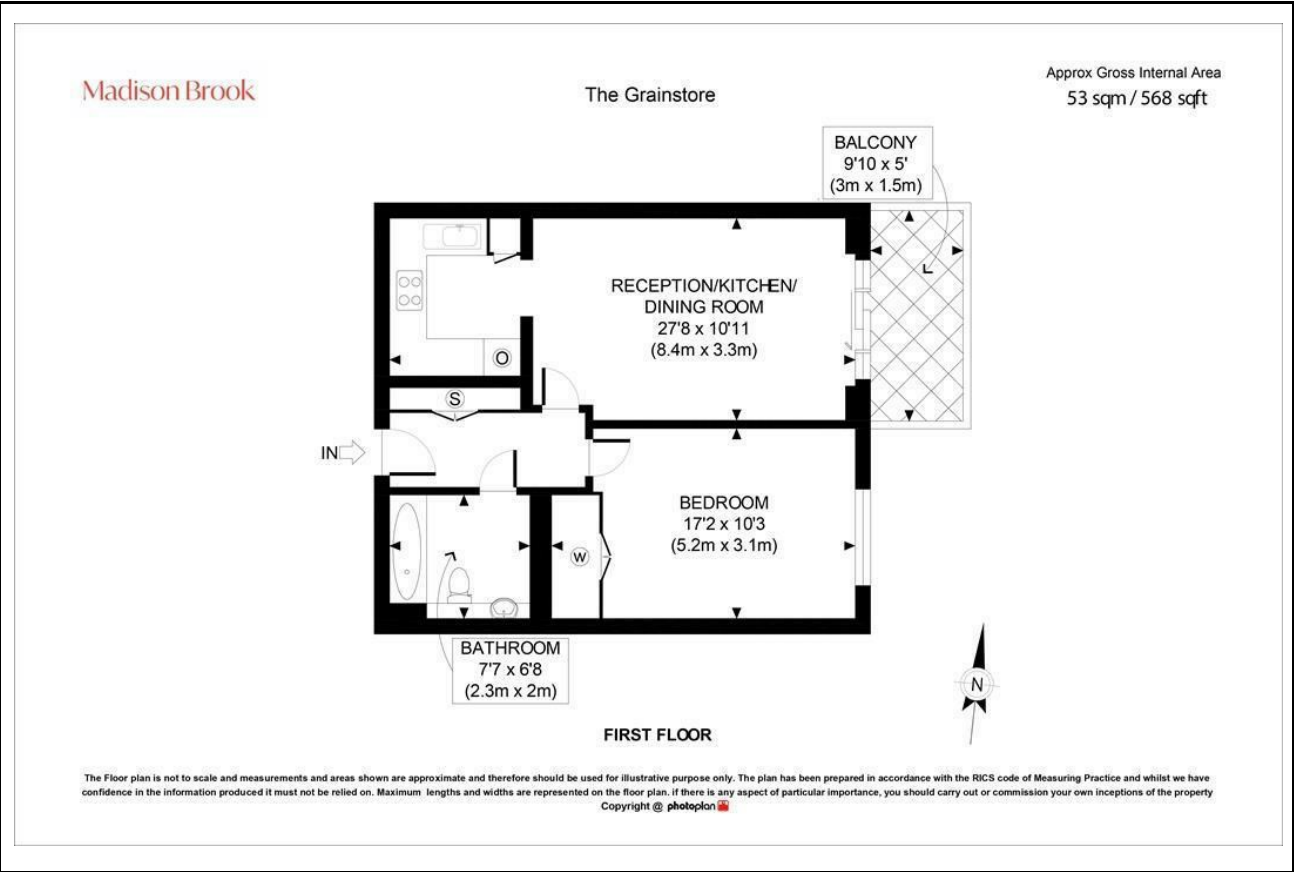 Madison Brook
The Grainstore
Approx Gross Internal Area
53 sqm / 568 sqft
BALCONY
9'10 x 5'
(3m x 1.5m)
RECEPTION/KITCHEN/
DINING ROOM
27'8 x 10'11
(8.4m x 3.3m)
O
S
IN
BEDROOM
17'2 x 10'3
(5.2m x 3.1m)
W
BATHROOM
7'7 x 6'8
(2.3m x 2m)
N
FIRST FLOOR
The Floor plan is not to scale and measurements and areas shown are approximate and therefore should be used for illustrative purpose only. The plan has been prepared in accordance with the RICS code of Measuring Practice and whilst we have
confidence in the information produced it must not be relied on. Maximum lengths and widths are represented on the floor plan. if there is any aspect of particular importance, you should carry out or commission your own inceptions of the property
Copyright @ photoplan